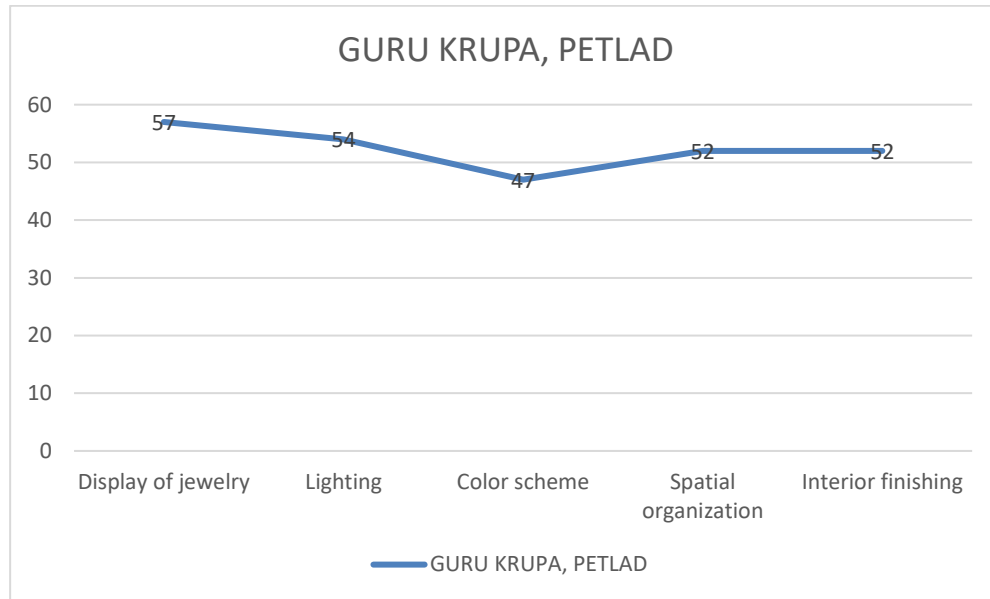 GURU KRUPA, PETLAD
60
50
40
30
20
10
0
57
54
47
52
52
Display of jewelry
Lighting
Color scheme
Spatial
organization
Interior finishing
GURU KRUPA, PETLAD